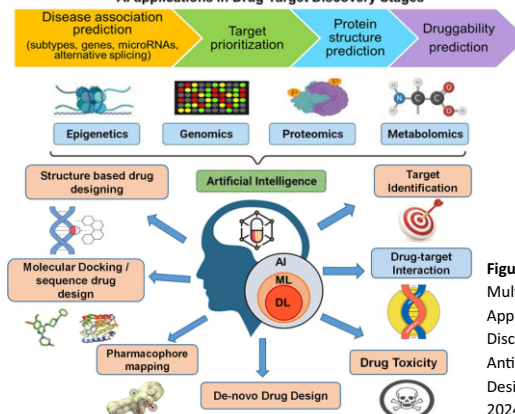 AI applications in Drug Target Discovery Stages
Disease association
prediction
(subtypes, genes, microRNAs,
alternative splicing)
Target
prioritization
Protein
structure
prediction
Druggability
prediction
Epigenetics
Genomics
Proteomics
Metabolomics
Structure based drug
designing
Artificial Intelligence
Target
Identification
AI
ML
DL
Molecular Docking /
sequence drug
design
Drug-target
Interaction
Pharmacophore
mapping
De-novo Drug Design
Drug Toxicity
H
H
N
H
C
H
C
O
O
H
Figu
Mult
App
Disc
Anti
Desi
2024